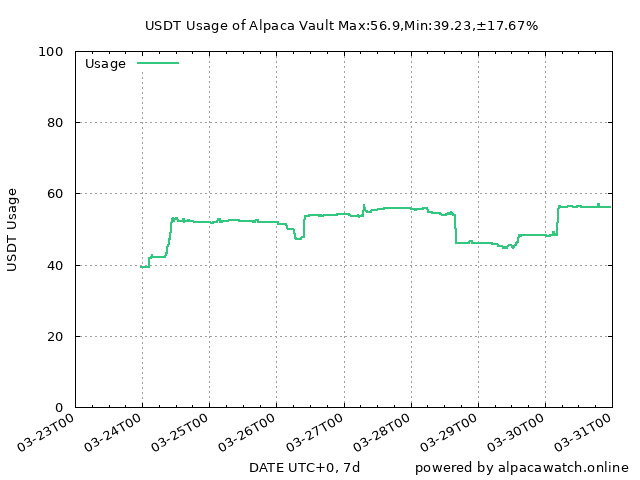 USDT Usage of Alpaca Vault Max:56.9,Min:39.23,±17.67%
Usage
100
80
60
40
20
0
USDT Usage
03-23T00
03-24T00
03-25T00
03-26T00
03-27T00
03-28T00
03-29T00
03-30T00
03-31T00
DATE UTC+0, 7d
powered by alpacawatch.online